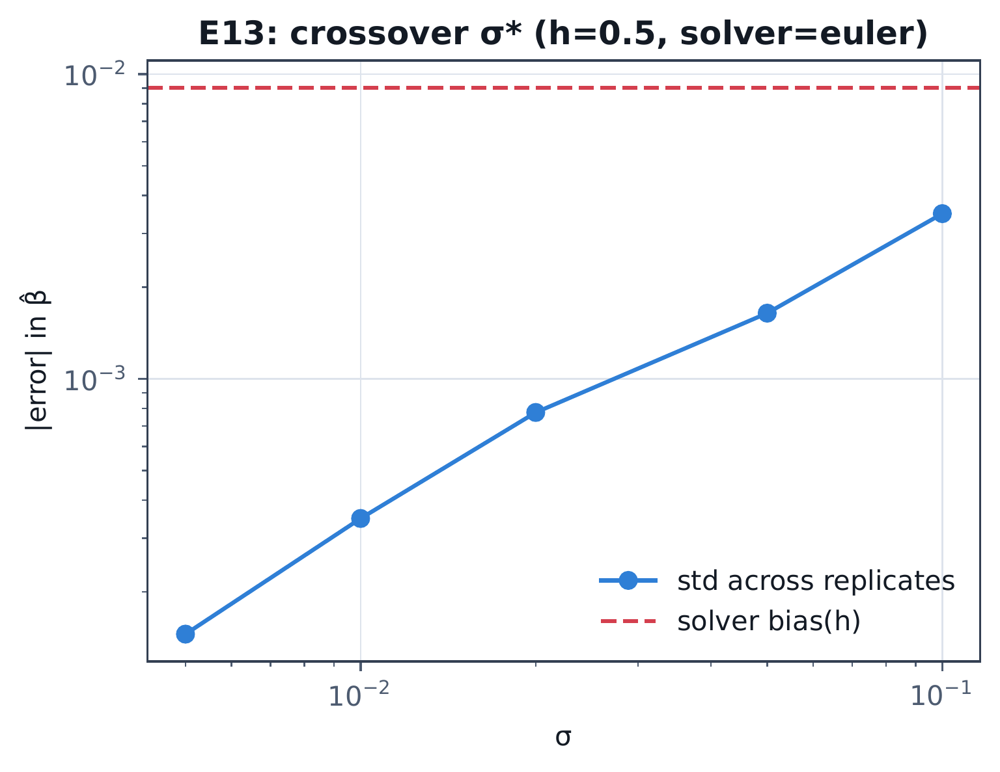 E13: crossover σ* (h=0.5, solver=euler)
10⁻²
10⁻³
|error| in β̂
std across replicates
solver bias(h)
10⁻²
10⁻¹
σ